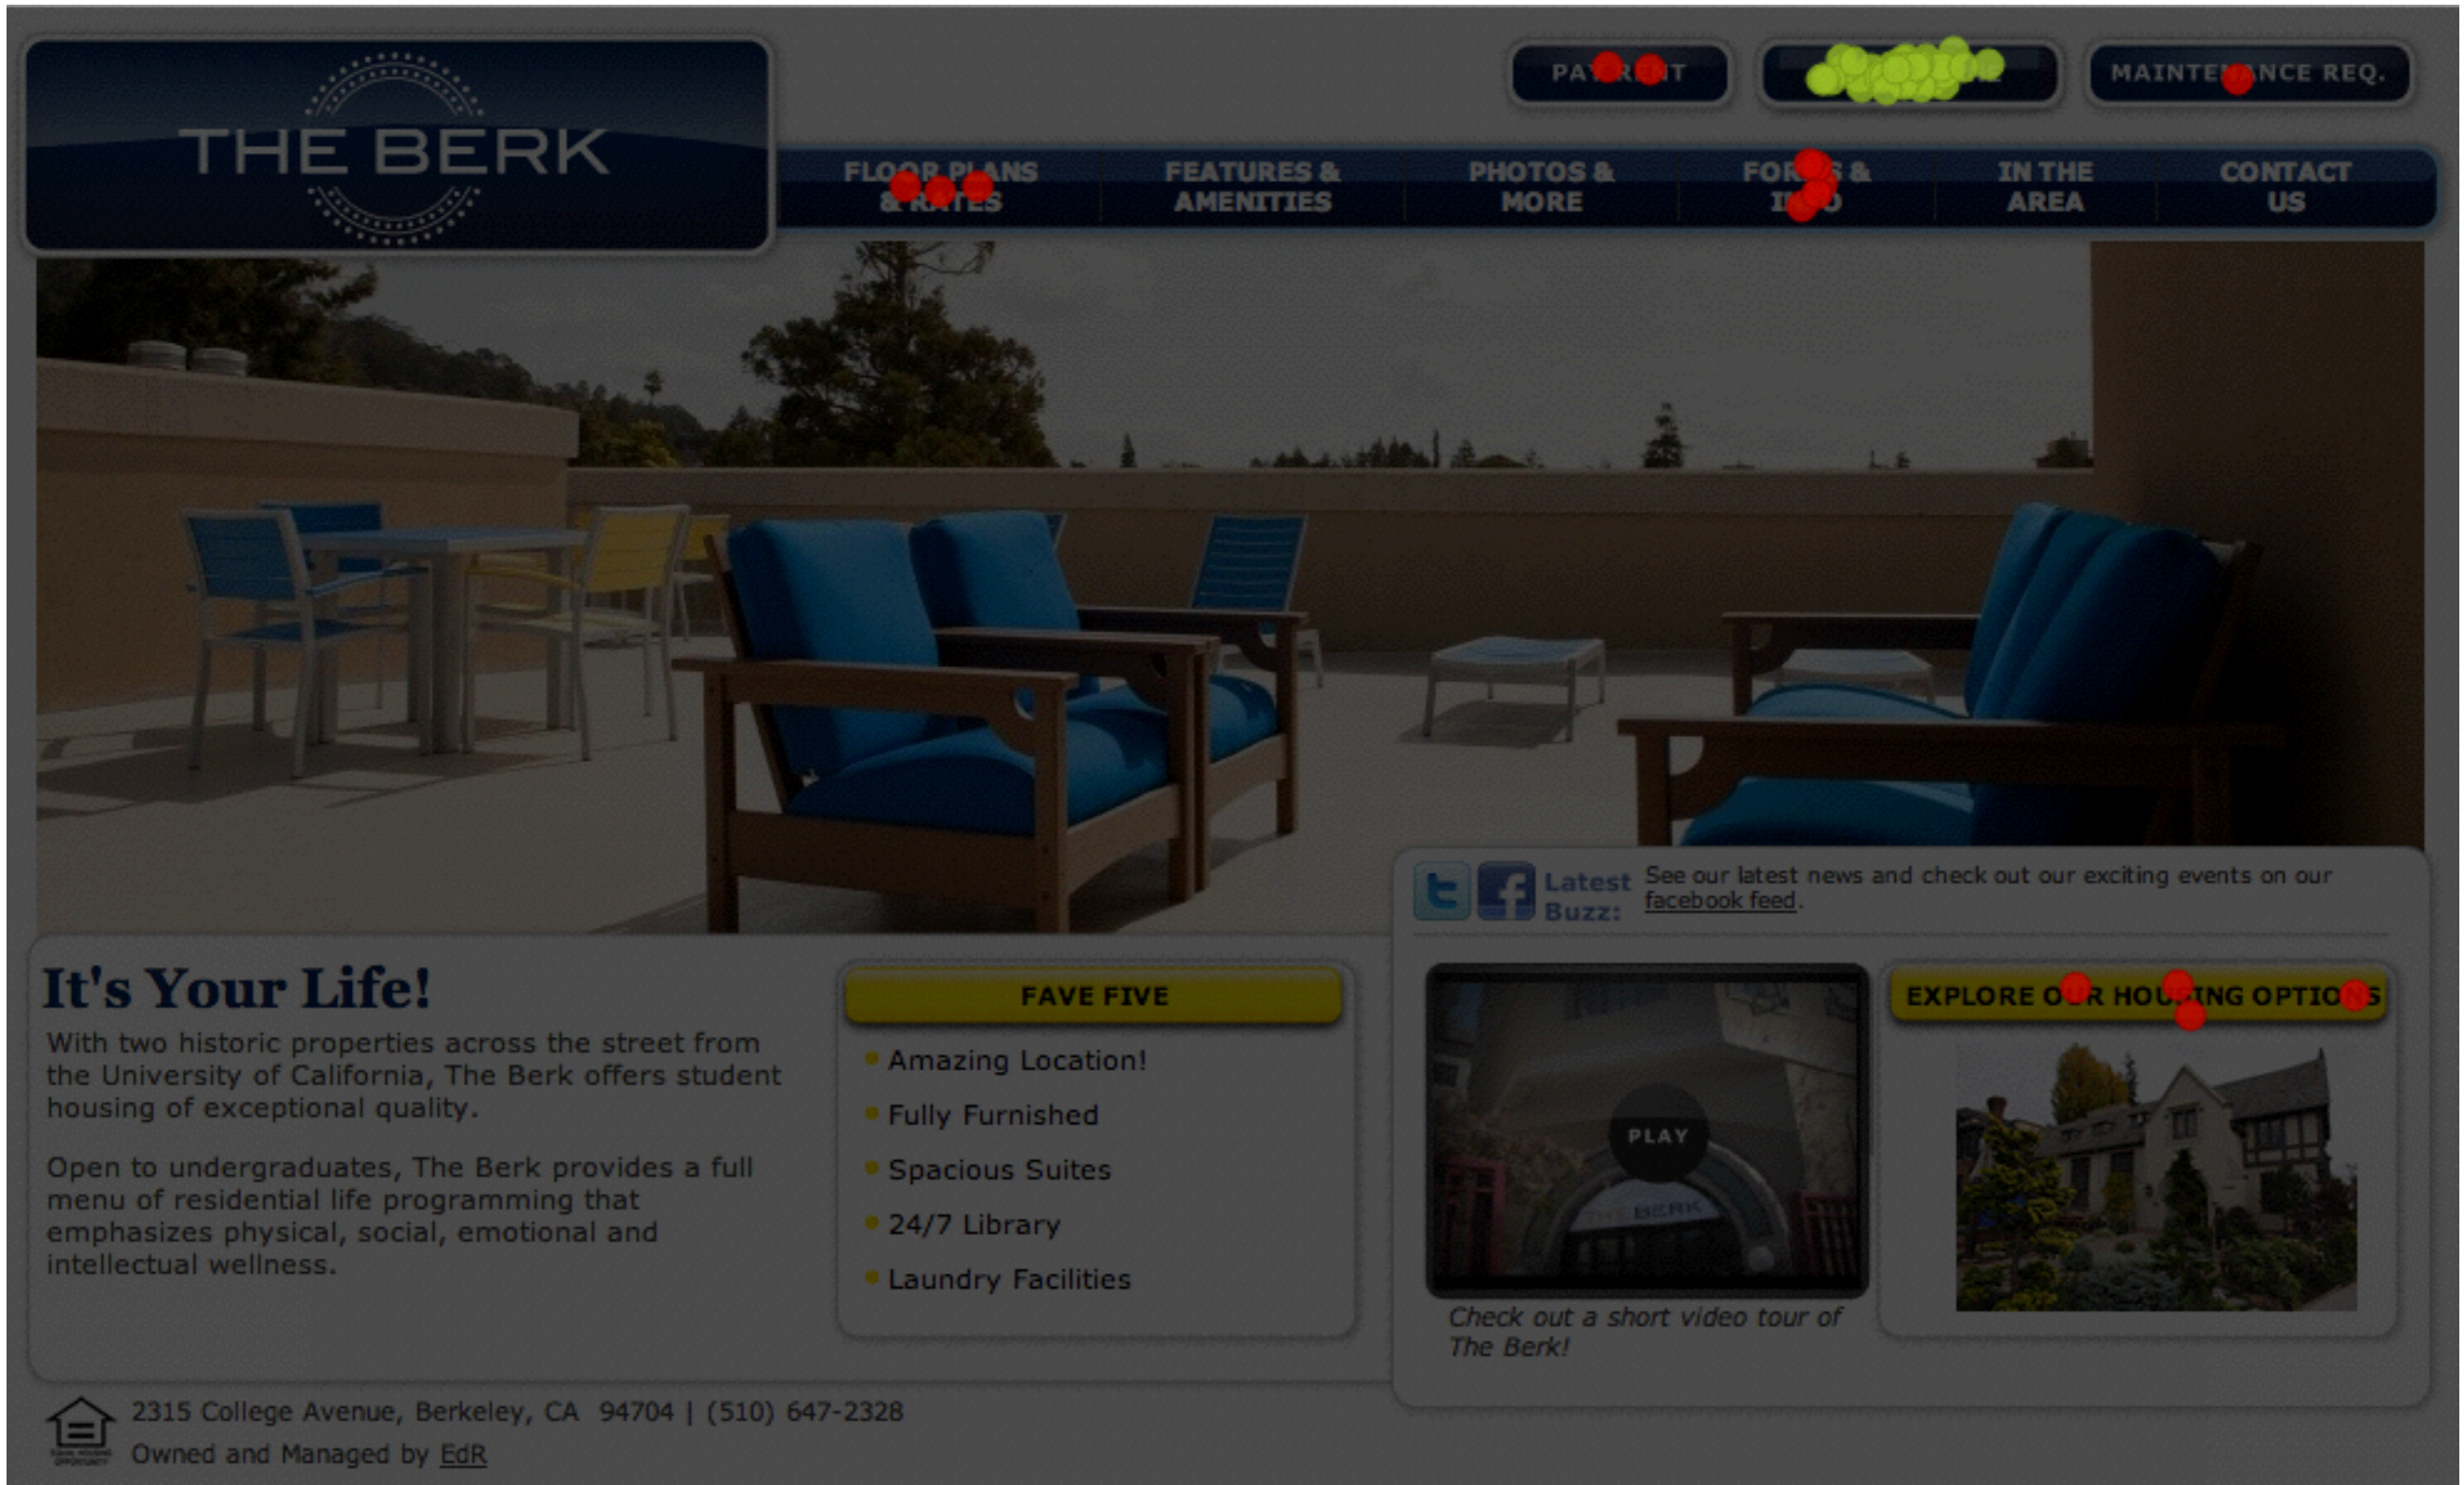 THE BERK
MAINTENANCE REQ.
FLOOR PLANS
& RATES
FEATURES &
AMENITIES
PHOTOS &
MORE
FORMS &
INFO
IN THE
AREA
CONTACT
US
PAY RENT
Latest
Buzz:
See our latest news and check out our exciting events on our
facebook feed.
It's Your Life!
With two historic properties across the street from
the University of California, The Berk offers student
housing of exceptional quality.
Open to undergraduates, The Berk provides a full
menu of residential life programming that
emphasizes physical, social, emotional and
intellectual wellness.
FAVE FIVE
Amazing Location!
Fully Furnished
Spacious Suites
24/7 Library
Laundry Facilities
PLAY
THE BERK
Check out a short video tour of
The Berk!
EXPLORE OUR HOUSING OPTIONS
2315 College Avenue, Berkeley, CA 94704 | (510) 647-2328
Owned and Managed by EdR